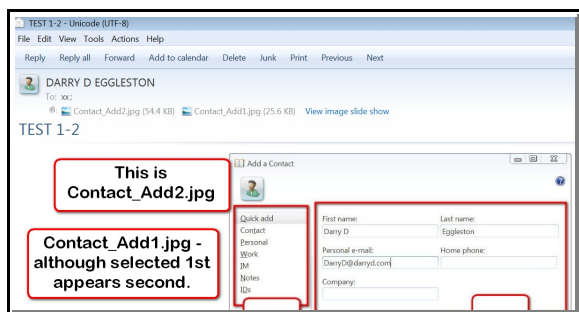 TEST 1-2 - Unicode (UTF-8)
File Edit View Tools Actions Help
Reply Reply all Forward Add to calendar Delete Junk Print Previous Next
DARRY D EGGLESTON
To: xx;
Contact_Add2.jpg (54.4 KB) Contact_Add1.jpg (25.6 KB) View image slide show
TEST 1-2
This is
Contact_Add2.jpg
Contact_Add1.jpg -
although selected 1st
appears second.
Add a Contact
Quick add
Contact
Personal
Work
IM
Notes
IDs
First name: Last name:
Darry D Eggleston
Personal e-mail: Home phone:
DarryD@darryd.com
Company: